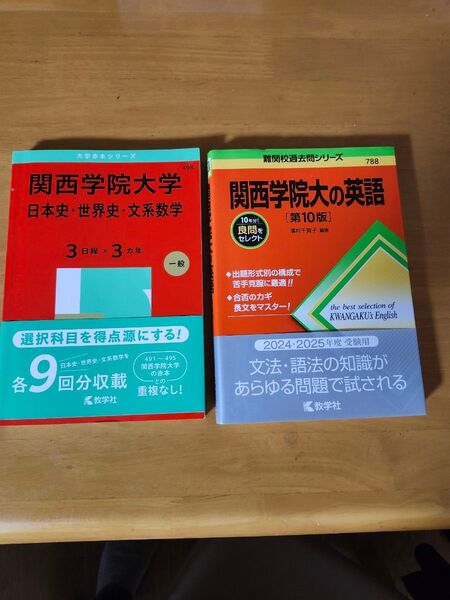 大学赤本シリーズ
498
関西学院大学
日本史・世界史・文系数学
3日程×3カ年
一般
選択科目を得点源にする!
日本史・世界史・文系数学を
各9回分収載
491~495
関西学院大学
の赤本
との
重複なし!
教学社
難関校過去問シリーズ
788
関西学院大の英語
[第10版]
10年分!
良問を
セレクト
編著
◆出題形式別の構成で
苦手克服に最適!!
◆合否のカギ
長文をマスター!
the best selection of
KWANGAKU's English
2024・2025年度 受験用
文法・語法の知識が
あらゆる問題で試される
教学社